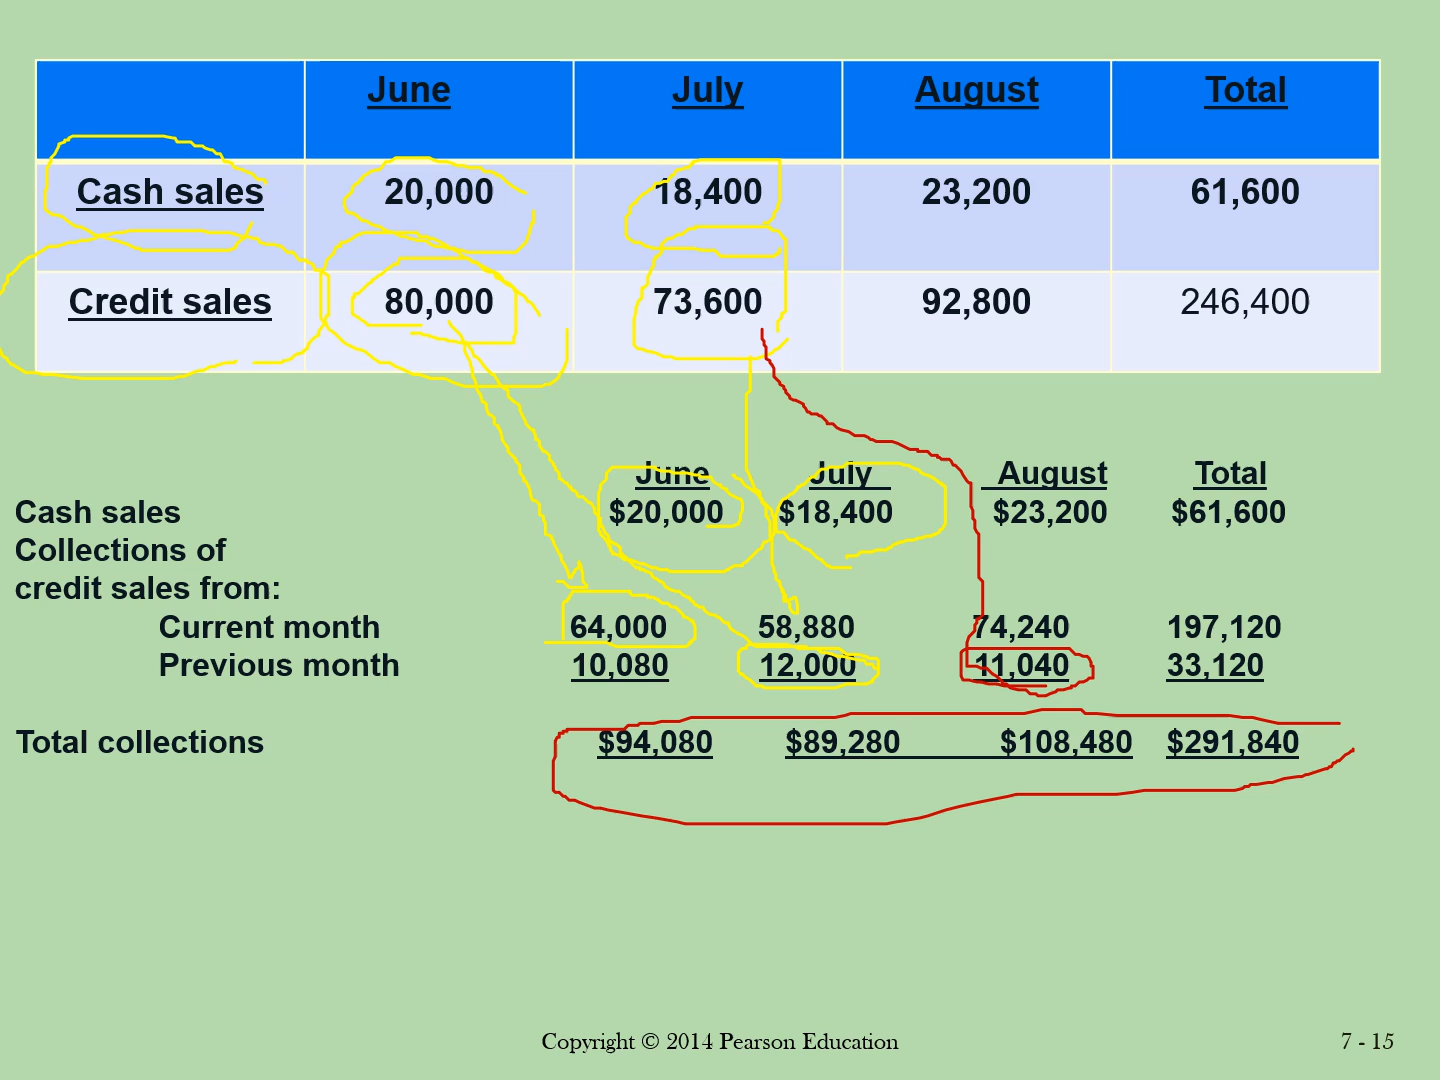 June July August Total
Cash sales 20,000 18,400 23,200 61,600
Credit sales 80,000 73,600 92,800 246,400
June July August Total
Cash sales $20,000 $18,400 $23,200 $61,600
Collections of
credit sales from:
Current month 64,000 58,880 74,240 197,120
Previous month 10,080 12,000 11,040 33,120
Total collections $94,080 $89,280 $108,480 $291,840
Copyright © 2014 Pearson Education 7 - 15